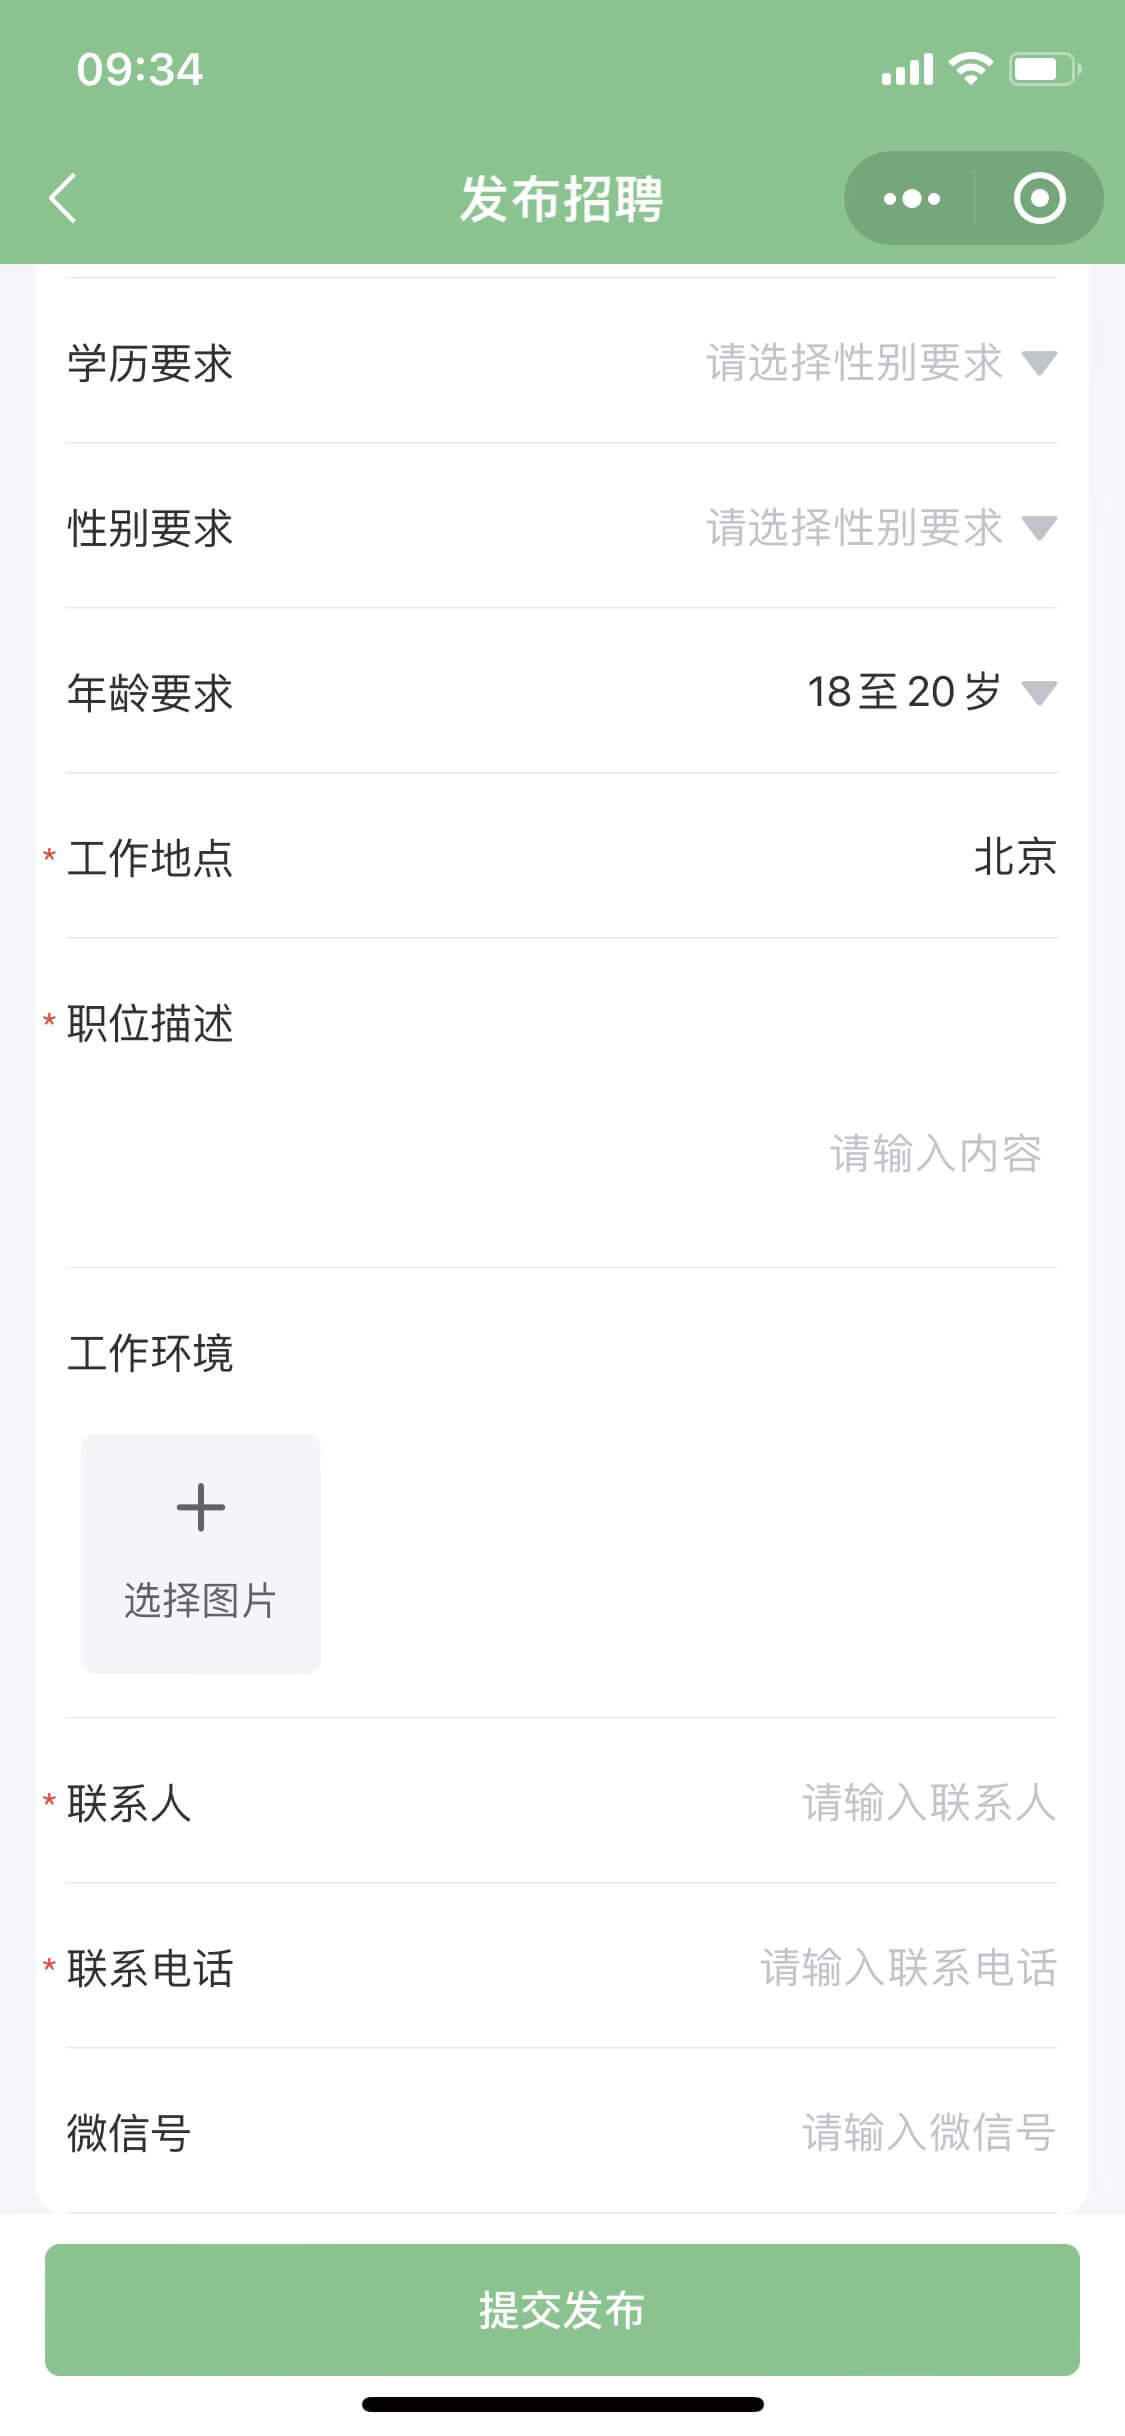 09:34
发布招聘
学历要求 请选择性别要求
性别要求 请选择性别要求
年龄要求 18至20岁
* 工作地点 北京
* 职位描述
请输入内容
工作环境
选择图片
* 联系人 请输入联系人
* 联系电话 请输入联系电话
微信号 请输入微信号
提交发布